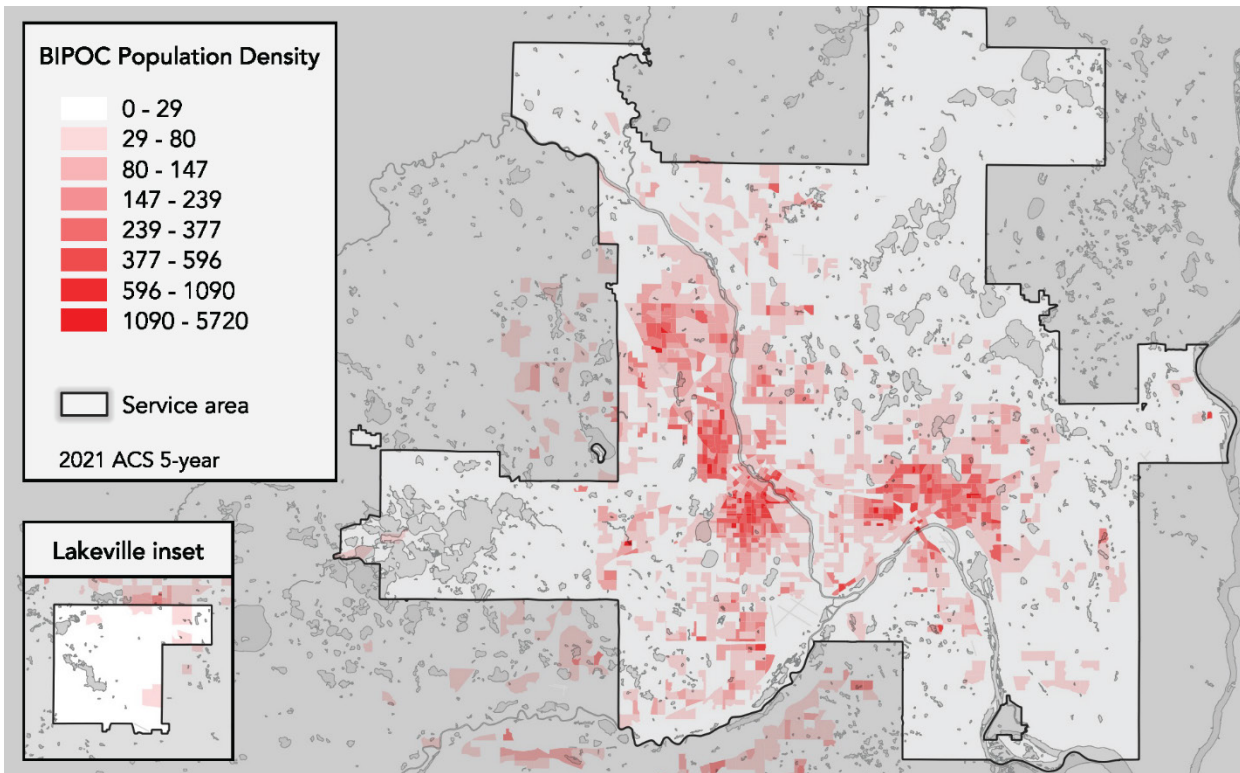 BIPOC Population Density
0 - 29
29 - 80
80 - 147
147 - 239
239 - 377
377 - 596
596 - 1090
1090 - 5720
Service area
2021 ACS 5-year
Lakeville inset